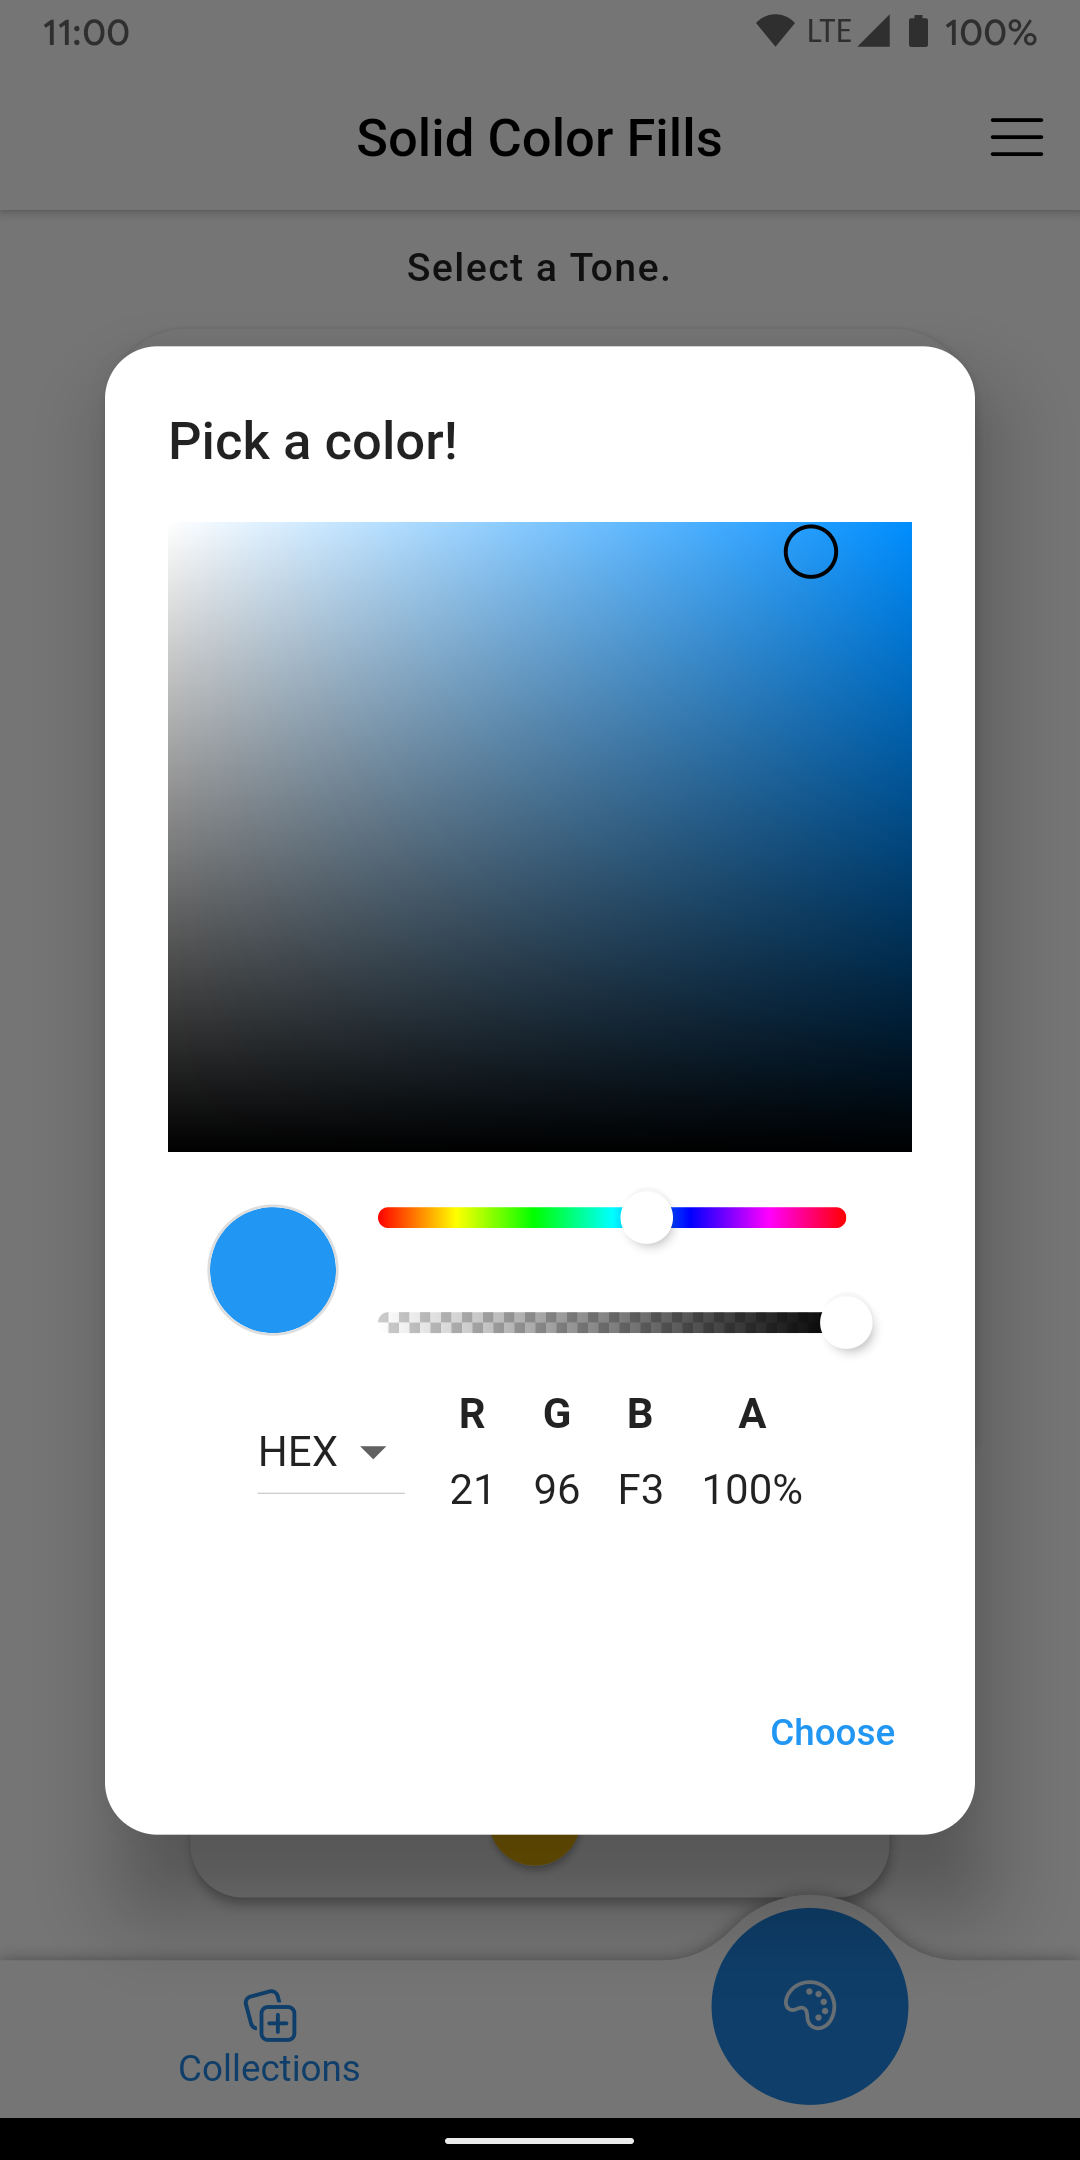 11:00 LTE 100%
Solid Color Fills
Select a Tone.
Pick a color!
HEX
R G B A
21 96 F3 100%
Choose
Collections